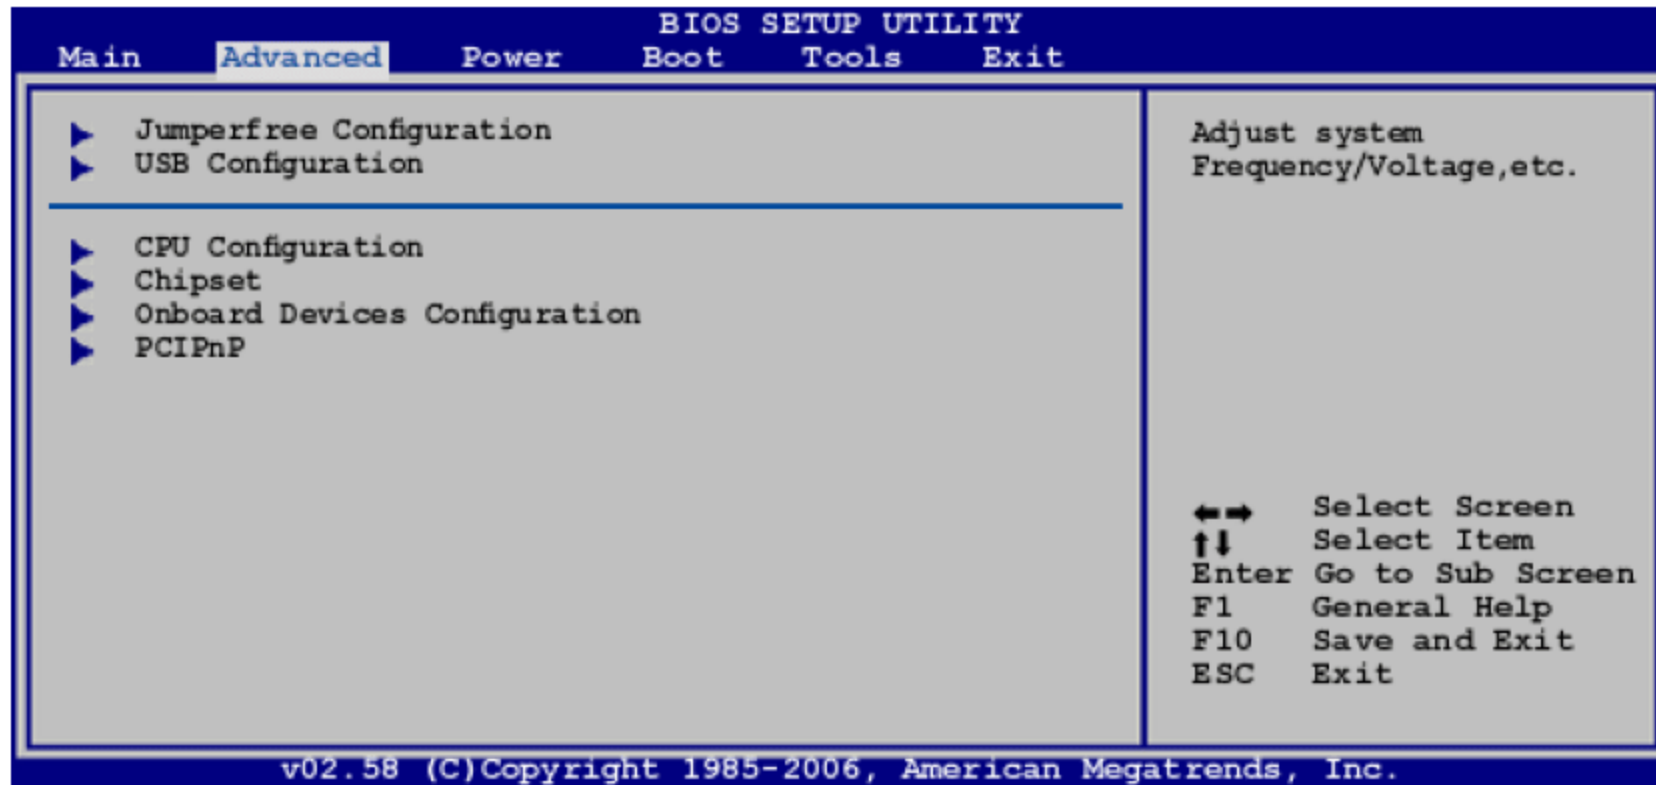 BIOS SETUP UTILITY
Main Advanced Power Boot Tools Exit
Jumperfree Configuration
USB Configuration
CPU Configuration
Chipset
Onboard Devices Configuration
PCIPnP
Adjust system
Frequency/Voltage,etc.
←→ Select Screen
↑↓ Select Item
Enter Go to Sub Screen
F1 General Help
F10 Save and Exit
ESC Exit
v02.58 (C)Copyright 1985-2006, American Megatrends, Inc.